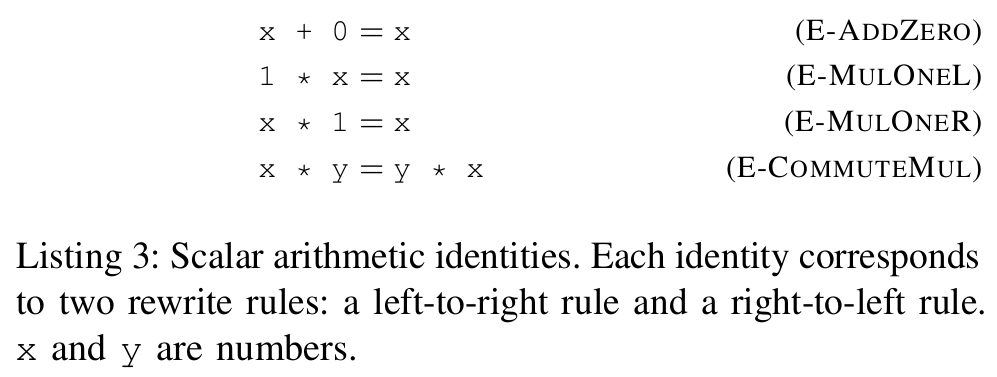 x + 0 = x (E-ADDZERO)
1 * x = x (E-MULONEL)
x * 1 = x (E-MULONER)
x * y = y * x (E-COMMUTEMUL)
Listing 3: Scalar arithmetic identities. Each identity corresponds
to two rewrite rules: a left-to-right rule and a right-to-left rule.
x and y are numbers.